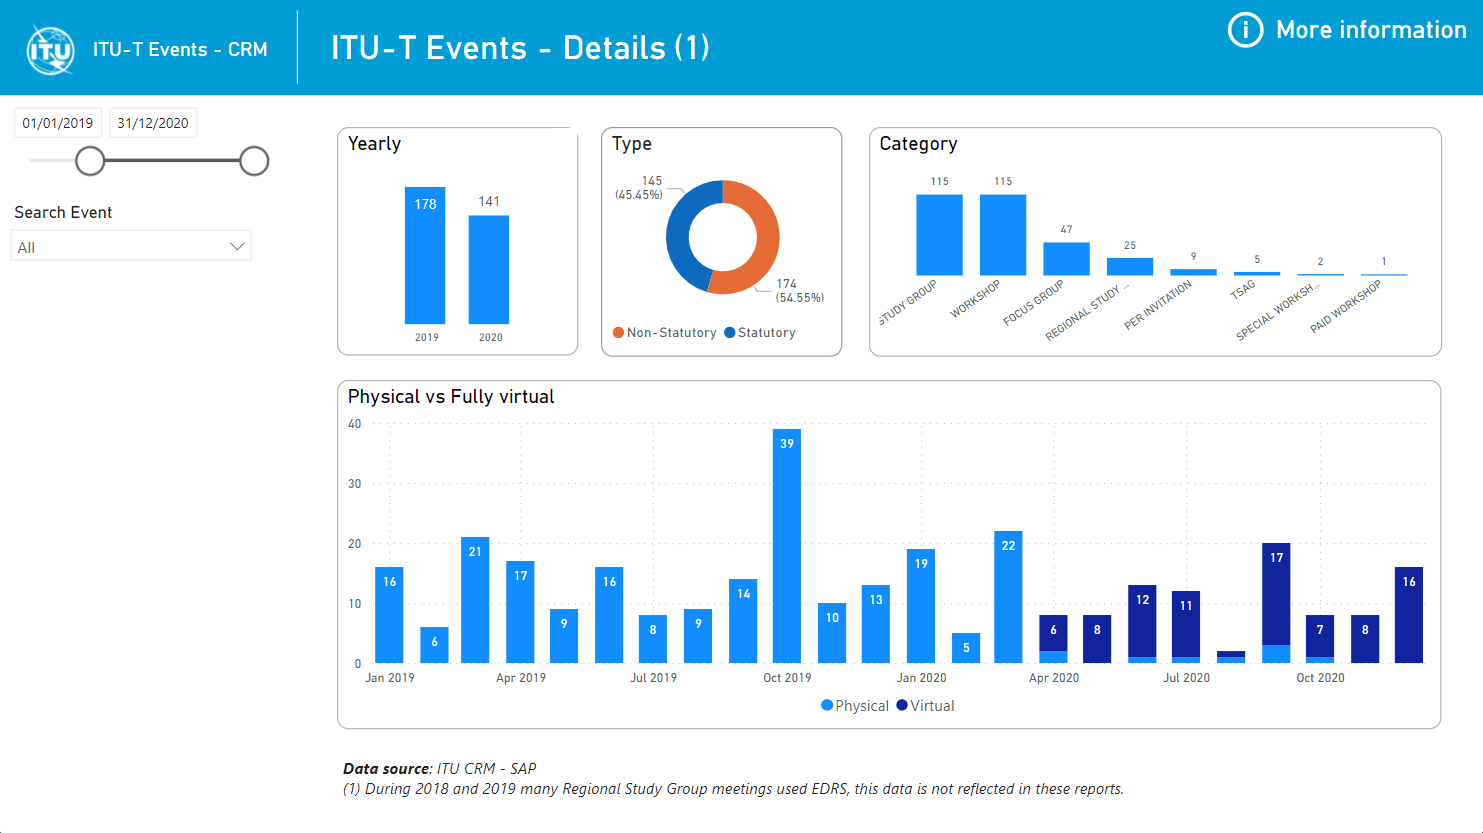 ITU
ITU-T Events - CRM
ITU-T Events - Details (1)
i More information
01/01/2019 31/12/2020
Search Event
All
Yearly
178
141
2019 2020
Type
145
(45.45%)
174
(54.55%)
Non-Statutory Statutory
Category
115 115 47 25 9 5 2 1
STUDY GROUP
WORKSHOP
FOCUS GROUP
REGIONAL STUDY ...
PER INVITATION
TSAG
SPECIAL WORKSH...
PAID WORKSHOP
Physical vs Fully virtual
40
30
20
10
0
16 6 21 17 9 16 8 9 14 39 10 13 19 5 22 6 8 12 11 17 7 8 16
Jan 2019 Apr 2019 Jul 2019 Oct 2019 Jan 2020 Apr 2020 Jul 2020 Oct 2020
Physical Virtual
Data source: ITU CRM - SAP
(1) During 2018 and 2019 many Regional Study Group meetings used EDRS, this data is not reflected in these reports.